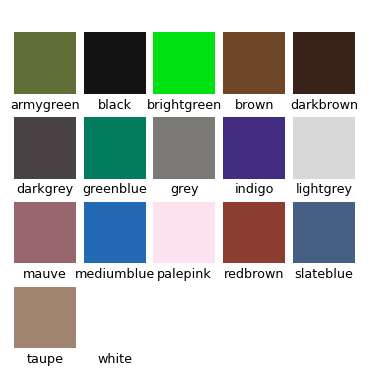 armygreen black brightgreen brown darkbrown
darkgrey greenblue grey indigo lightgrey
mauve mediumblue palepink redbrown slateblue
taupe white